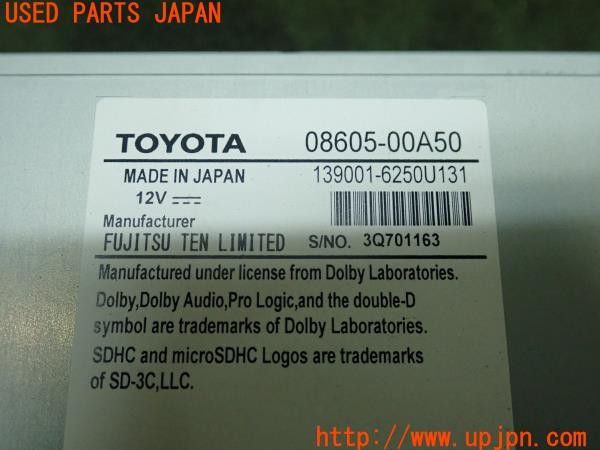 USED PARTS JAPAN
TOYOTA 08605-00A50
MADE IN JAPAN 139001-6250U131
12V
Manufacturer
FUJITSU TEN LIMITED S/NO. 3Q701163
Manufactured under license from Dolby Laboratories.
Dolby,Dolby Audio,Pro Logic,and the double-D
symbol are trademarks of Dolby Laboratories.
SDHC and microSDHC Logos are trademarks
of SD-3C,LLC.
http://www.upjpn.com/